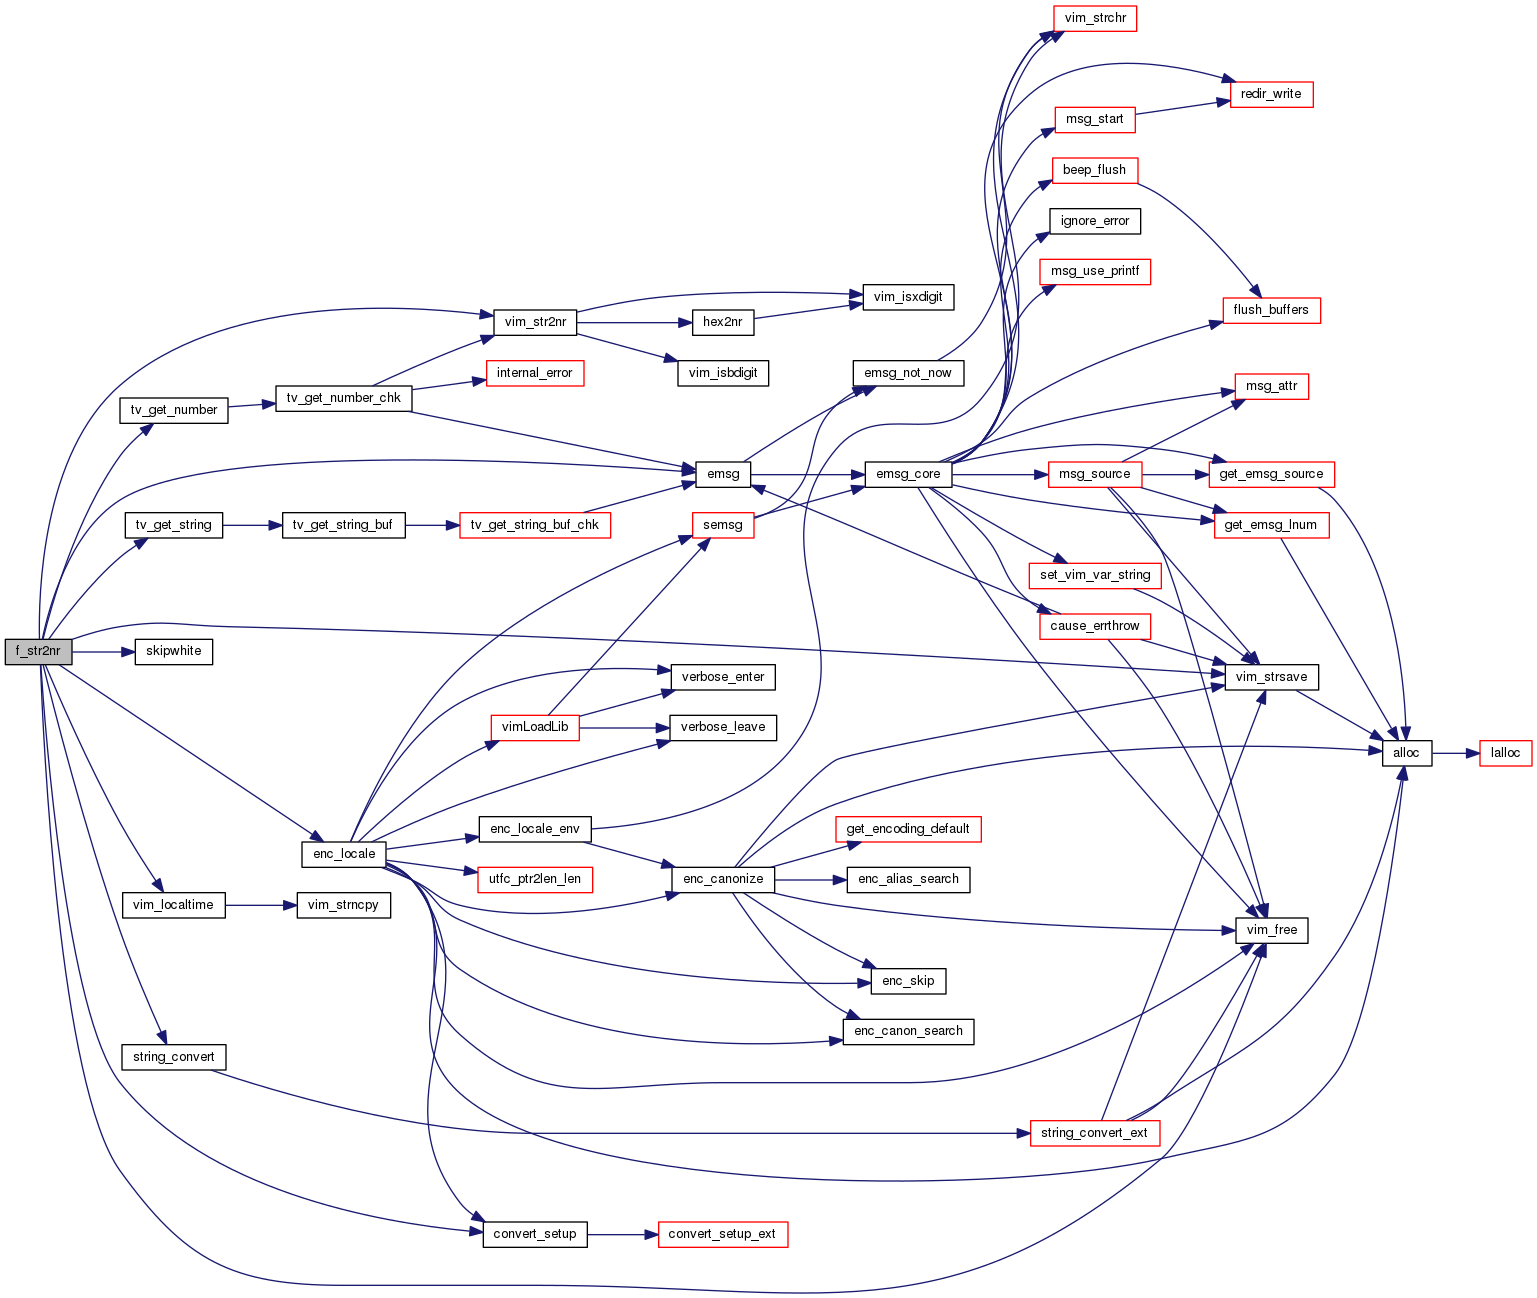 vim_strchr
redir_write
msg_start
beep_flush
ignore_error
msg_use_printf
vim_isxdigit
flush_buffers
vim_str2nr
hex2nr
internal_error
vim_isbdigit
emsg_not_now
msg_attr
tv_get_number
tv_get_number_chk
emsg
emsg_core
msg_source
get_emsg_source
tv_get_string
tv_get_string_buf
tv_get_string_buf_chk
semsg
get_emsg_lnum
set_vim_var_string
cause_errthrow
f_str2nr
skipwhite
verbose_enter
vim_strsave
vimLoadLib
verbose_leave
alloc
lalloc
enc_locale_env
get_encoding_default
enc_locale
utfc_ptr2len_len
enc_canonize
enc_alias_search
vim_localtime
vim_strncpy
vim_free
enc_skip
enc_canon_search
string_convert
string_convert_ext
convert_setup
convert_setup_ext